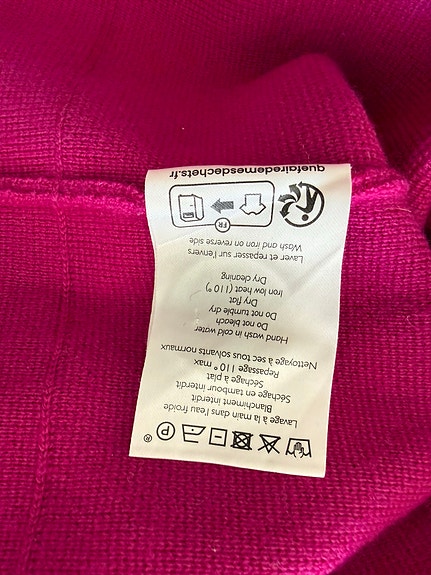 ®
Lavage à la main dans l'eau froide
Blanchiment interdit
Séchage en tambour interdit
Séchage à plat
Repassage 110° max
Nettoyage à sec tous solvants normaux
Hand wash in cold water
Do not bleach
Do not tumble dry
Dry flat
Iron low heat (110°)
Dry cleaning
Laver et repasser sur l'envers
Wash and iron on reverse side
FR
quefairedemesdechets.fr